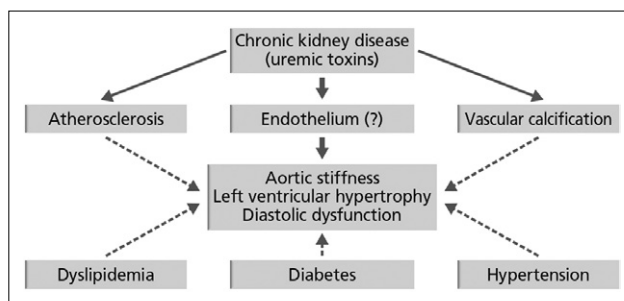 Chronic kidney disease
(uremic toxins)
Atherosclerosis
Endothelium (?)
Vascular calcification
Aortic stiffness
Left ventricular hypertrophy
Diastolic dysfunction
Dyslipidemia
Diabetes
Hypertension